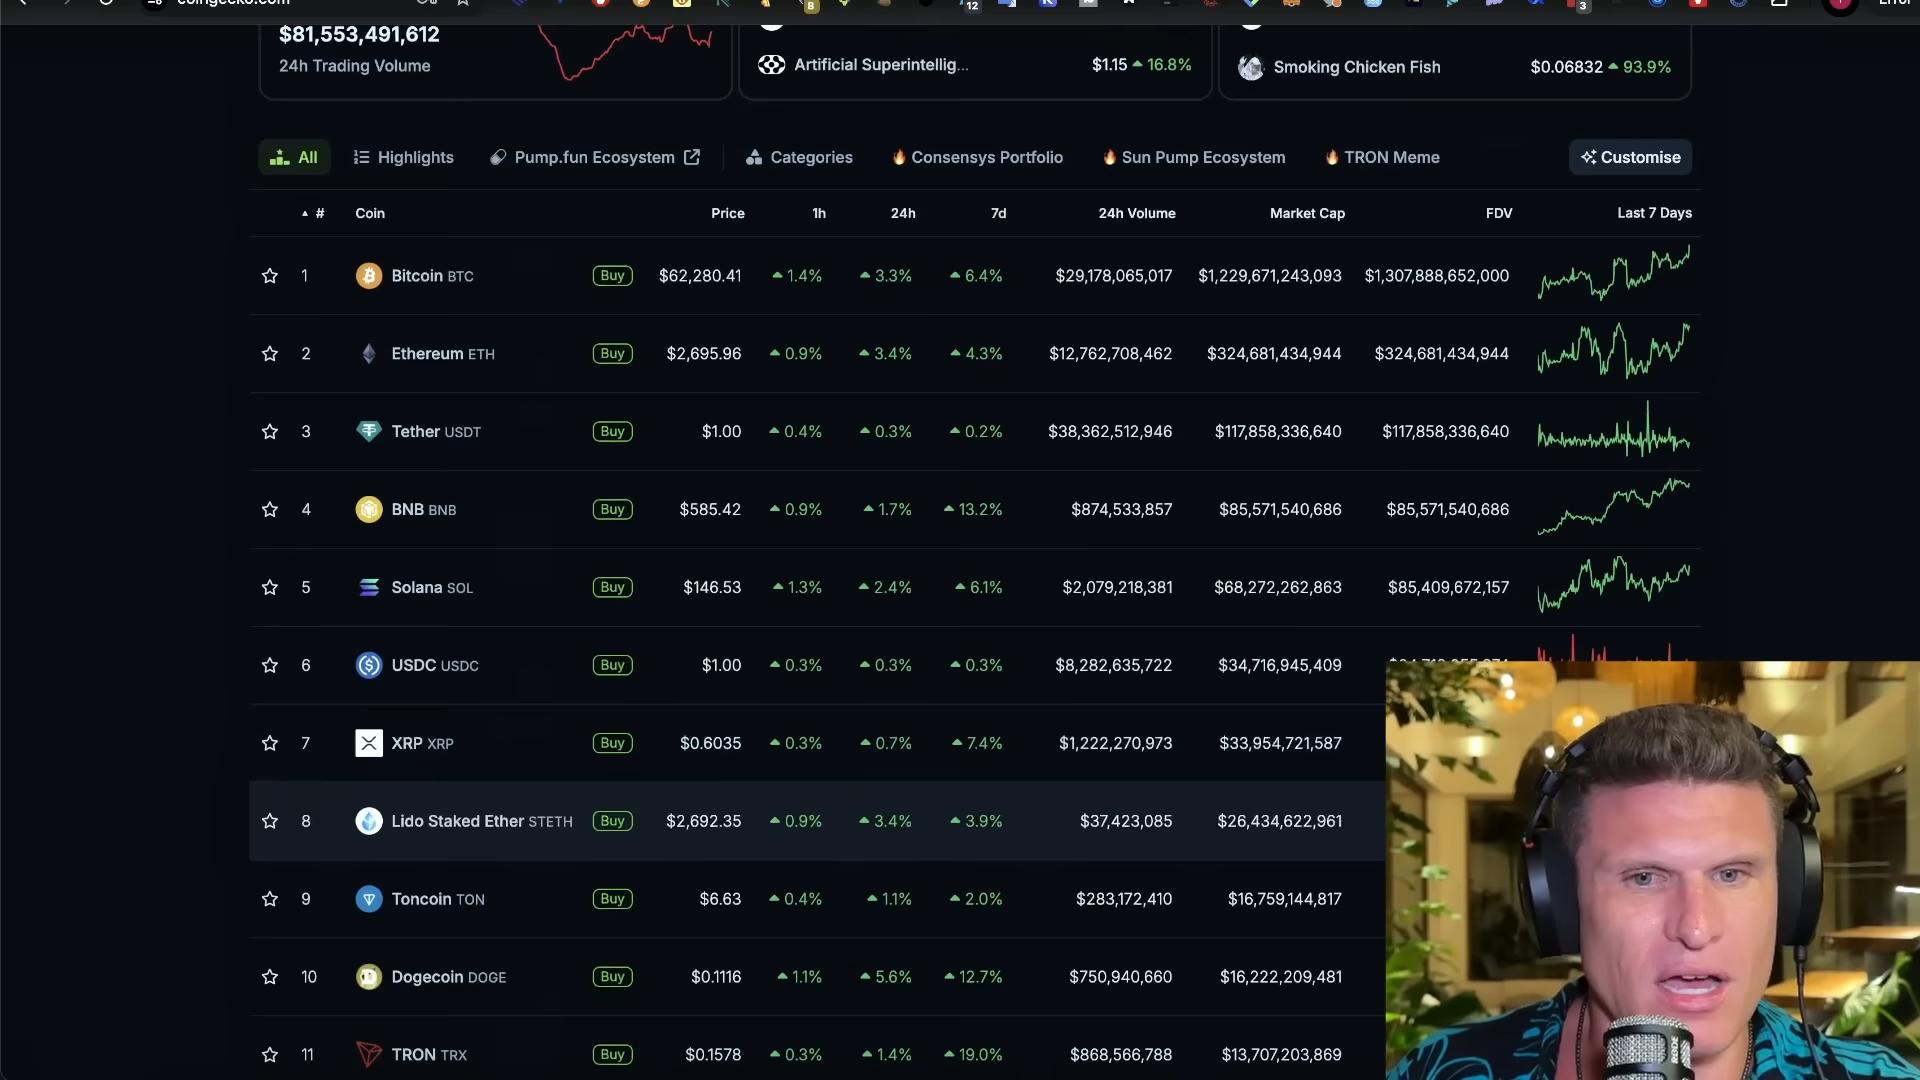 coingecko.com
8
12
3
Error
$81,553,491,612
24h Trading Volume
Artificial Superintellig... $1.15 16.8%
Smoking Chicken Fish $0.06832 93.9%
All Highlights Pump.fun Ecosystem Categories Consensys Portfolio Sun Pump Ecosystem TRON Meme Customise
# Coin Price 1h 24h 7d 24h Volume Market Cap FDV Last 7 Days
1 Bitcoin BTC Buy $62,280.41 1.4% 3.3% 6.4% $29,178,065,017 $1,229,671,243,093 $1,307,888,652,000
2 Ethereum ETH Buy $2,695.96 0.9% 3.4% 4.3% $12,762,708,462 $324,681,434,944 $324,681,434,944
3 Tether USDT Buy $1.00 0.4% 0.3% 0.2% $38,362,512,946 $117,858,336,640 $117,858,336,640
4 BNB BNB Buy $585.42 0.9% 1.7% 13.2% $874,533,857 $85,571,540,686 $85,571,540,686
5 Solana SOL Buy $146.53 1.3% 2.4% 6.1% $2,079,218,381 $68,272,262,863 $85,409,672,157
6 USDC USDC Buy $1.00 0.3% 0.3% 0.3% $8,282,635,722 $34,716,945,409
7 XRP XRP Buy $0.6035 0.3% 0.7% 7.4% $1,222,270,973 $33,954,721,587
8 Lido Staked Ether STETH Buy $2,692.35 0.9% 3.4% 3.9% $37,423,085 $26,434,622,961
9 Toncoin TON Buy $6.63 0.4% 1.1% 2.0% $283,172,410 $16,759,144,817
10 Dogecoin DOGE Buy $0.1116 1.1% 5.6% 12.7% $750,940,660 $16,222,209,481
11 TRON TRX Buy $0.1578 0.3% 1.4% 19.0% $868,566,788 $13,707,203,869
RODE